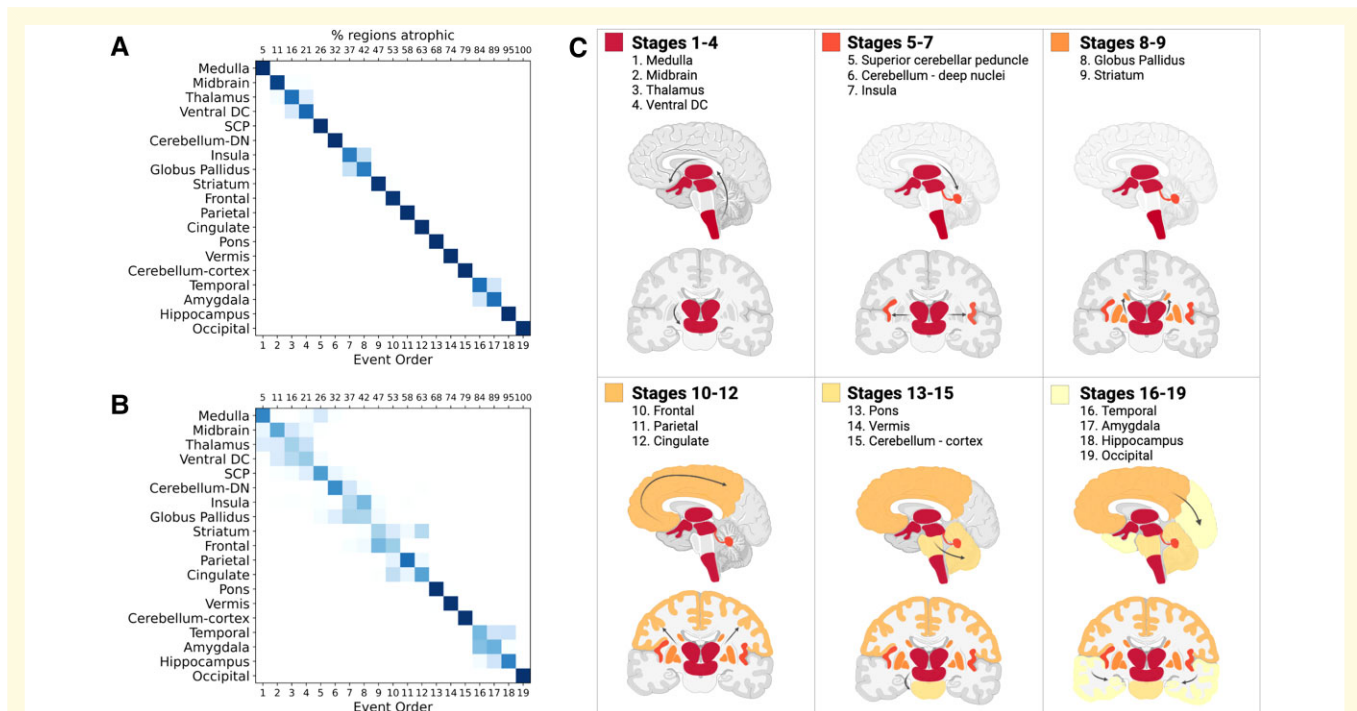 A
% regions atrophic
5 11 16 21 26 32 37 42 47 53 58 63 68 74 79 84 89 95 100
Medulla
Midbrain
Thalamus
Ventral DC
SCP
Cerebellum-DN
Insula
Globus Pallidus
Striatum
Frontal
Parietal
Cingulate
Pons
Vermis
Cerebellum-cortex
Temporal
Amygdala
Hippocampus
Occipital
1 2 3 4 5 6 7 8 9 10 11 12 13 14 15 16 17 18 19
Event Order
B
5 11 16 21 26 32 37 42 47 53 58 63 68 74 79 84 89 95 100
Medulla
Midbrain
Thalamus
Ventral DC
SCP
Cerebellum-DN
Insula
Globus Pallidus
Striatum
Frontal
Parietal
Cingulate
Pons
Vermis
Cerebellum-cortex
Temporal
Amygdala
Hippocampus
Occipital
1 2 3 4 5 6 7 8 9 10 11 12 13 14 15 16 17 18 19
Event Order
C
Stages 1-4
1. Medulla
2. Midbrain
3. Thalamus
4. Ventral DC
Stages 5-7
5. Superior cerebellar peduncle
6. Cerebellum - deep nuclei
7. Insula
Stages 8-9
8. Globus Pallidus
9. Striatum
Stages 10-12
10. Frontal
11. Parietal
12. Cingulate
Stages 13-15
13. Pons
14. Vermis
15. Cerebellum - cortex
Stages 16-19
16. Temporal
17. Amygdala
18. Hippocampus
19. Occipital